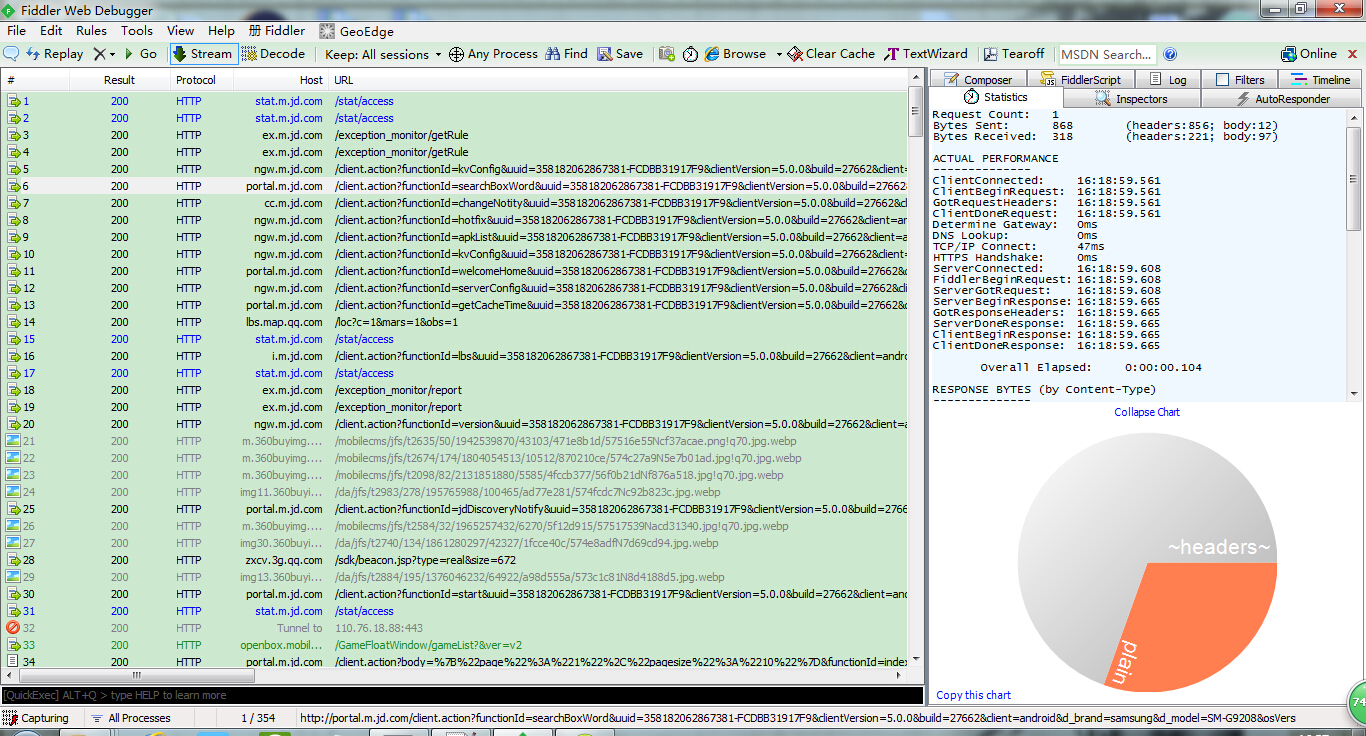 Fiddler Web Debugger
File Edit Rules Tools View Help Fiddler GeoEdge
Replay Go Stream Decode Keep: All sessions Any Process Find Save Browse Clear Cache TextWizard Tearoff MSDN Search... Online
# Result Protocol Host URL
1 200 HTTP stat.m.jd.com /stat/access
2 200 HTTP stat.m.jd.com /stat/access
3 200 HTTP ex.m.jd.com /exception_monitor/getRule
4 200 HTTP ex.m.jd.com /exception_monitor/getRule
5 200 HTTP ngw.m.jd.com /client.action?functionId=kvConfig&uuid=358182062867381-FCDBB31917F9&clientVersion=5.0.0&build=27662&client=
6 200 HTTP portal.m.jd.com /client.action?functionId=searchBoxWord&uuid=358182062867381-FCDBB31917F9&clientVersion=5.0.0&build=27662
7 200 HTTP cc.m.jd.com /client.action?functionId=changeNotity&uuid=358182062867381-FCDBB31917F9&clientVersion=5.0.0&build=27662&c
8 200 HTTP ngw.m.jd.com /client.action?functionId=hotfix&uuid=358182062867381-FCDBB31917F9&clientVersion=5.0.0&build=27662&client=an
9 200 HTTP ngw.m.jd.com /client.action?functionId=apkList&uuid=358182062867381-FCDBB31917F9&clientVersion=5.0.0&build=27662&client=a
10 200 HTTP ngw.m.jd.com /client.action?functionId=kvConfig&uuid=358182062867381-FCDBB31917F9&clientVersion=5.0.0&build=27662&client=
11 200 HTTP portal.m.jd.com /client.action?functionId=welcomeHome&uuid=358182062867381-FCDBB31917F9&clientVersion=5.0.0&build=27662&
12 200 HTTP ngw.m.jd.com /client.action?functionId=serverConfig&uuid=358182062867381-FCDBB31917F9&clientVersion=5.0.0&build=27662&cl
13 200 HTTP portal.m.jd.com /client.action?functionId=getCacheTime&uuid=358182062867381-FCDBB31917F9&clientVersion=5.0.0&build=27662&
14 200 HTTP lbs.map.qq.com /loc?c=1&mars=1&obs=1
15 200 HTTP stat.m.jd.com /stat/access
16 200 HTTP i.m.jd.com /client.action?functionId=lbs&uuid=358182062867381-FCDBB31917F9&clientVersion=5.0.0&build=27662&client=andro
17 200 HTTP stat.m.jd.com /stat/access
18 200 HTTP ex.m.jd.com /exception_monitor/report
19 200 HTTP ex.m.jd.com /exception_monitor/report
20 200 HTTP ngw.m.jd.com /client.action?functionId=version&uuid=358182062867381-FCDBB31917F9&clientVersion=5.0.0&build=27662&client=a
21 200 HTTP m.360buyimg.... /mobilecms/jfs/t2635/50/1942539870/43103/471e8b1d/57516e55Ncf37acae.png!q70.jpg.webp
22 200 HTTP m.360buyimg.... /mobilecms/jfs/t2674/174/1804054513/10512/870210ce/574c27a9N5e7b01ad.jpg!q70.jpg.webp
23 200 HTTP m.360buyimg.... /mobilecms/jfs/t2098/82/2131851880/5585/4fccb377/56f0b21dNf876a518.jpg!q70.jpg.webp
24 200 HTTP img11.360buyi... /da/jfs/t2983/278/195765988/100465/ad77e281/574fcdc7Nc92b823c.jpg.webp
25 200 HTTP portal.m.jd.com /client.action?functionId=jdDiscoveryNotify&uuid=358182062867381-FCDBB31917F9&clientVersion=5.0.0&build=2766
26 200 HTTP m.360buyimg.... /mobilecms/jfs/t2584/32/1965257432/6270/5f12d915/57517539Nacd31340.jpg!q70.jpg.webp
27 200 HTTP img30.360buyi... /da/jfs/t2740/134/1861280297/42327/1fcce40c/574e8adfN7d69cd94.jpg.webp
28 200 HTTP zxcv.3g.qq.com /sdk/beacon.jsp?type=real&size=672
29 200 HTTP img13.360buyi... /da/jfs/t2884/195/1376046232/64922/a98d555a/573c1c81N8d4188d5.jpg.webp
30 200 HTTP portal.m.jd.com /client.action?functionId=start&uuid=358182062867381-FCDBB31917F9&clientVersion=5.0.0&build=27662&client=and
31 200 HTTP stat.m.jd.com /stat/access
32 200 HTTP Tunnel to 110.76.18.88:443
33 200 HTTP openbox.mobil... /GameFloatWindow/gameList?&ver=v2
34 200 HTTP portal.m.jd.com /client.action?body=%7B%22page%22%3A%221%22%2C%22pagesize%22%3A%2210%22%7D&functionId=index
[QuickExec] ALT+Q > type HELP to learn more
Composer FiddlerScript Log Filters Timeline
Statistics Inspectors AutoResponder
Request Count: 1
Bytes Sent: 868 (headers:856; body:12)
Bytes Received: 318 (headers:221; body:97)
ACTUAL PERFORMANCE
--------------
ClientConnected: 16:18:59.561
ClientBeginRequest: 16:18:59.561
GotRequestHeaders: 16:18:59.561
ClientDoneRequest: 16:18:59.561
Determine Gateway: 0ms
DNS Lookup: 0ms
TCP/IP Connect: 47ms
HTTPS Handshake: 0ms
ServerConnected: 16:18:59.608
FiddlerBeginRequest: 16:18:59.608
ServerGotRequest: 16:18:59.608
ServerBeginResponse: 16:18:59.665
GotResponseHeaders: 16:18:59.665
ServerDoneResponse: 16:18:59.665
ClientBeginResponse: 16:18:59.665
ClientDoneResponse: 16:18:59.665
Overall Elapsed: 0:00:00.104
RESPONSE BYTES (by Content-Type)
--------------
Collapse Chart
~headers~
plain
Copy this chart
74
Capturing All Processes 1 / 354 http://portal.m.jd.com/client.action?functionId=searchBoxWord&uuid=358182062867381-FCDBB31917F9&clientVersion=5.0.0&build=27662&client=android&d_brand=samsung&d_model=SM-G9208&osVers